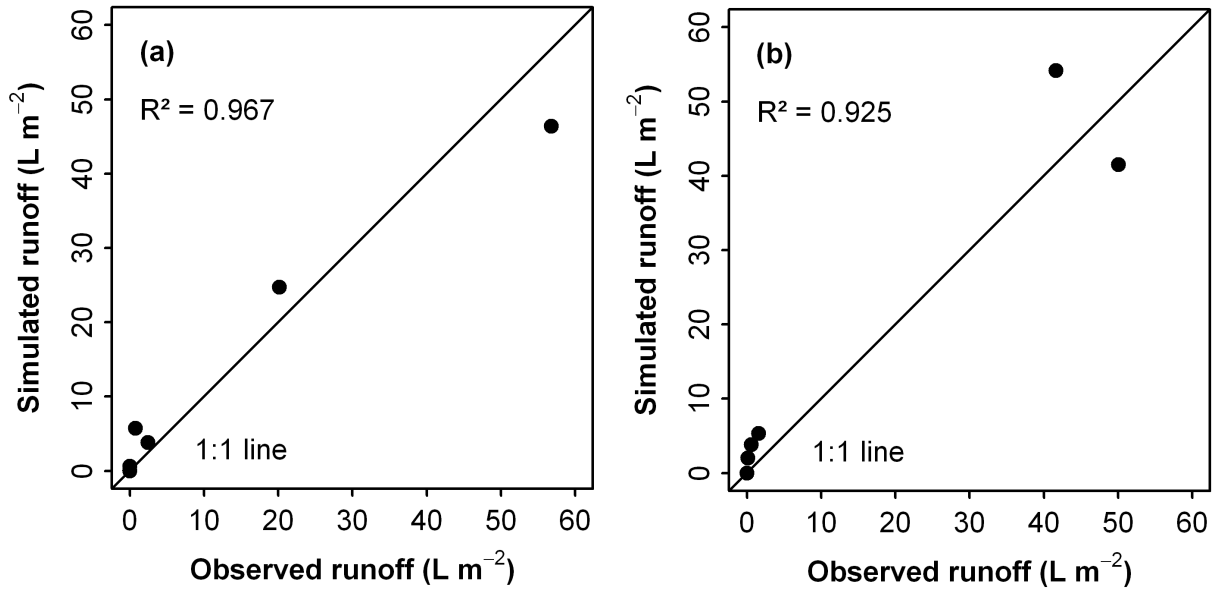 (a)
R² = 0.967
1:1 line
Simulated runoff (L m⁻²)
0 10 20 30 40 50 60
0 10 20 30 40 50 60
Observed runoff (L m⁻²)
(b)
R² = 0.925
1:1 line
Simulated runoff (L m⁻²)
0 10 20 30 40 50 60
0 10 20 30 40 50 60
Observed runoff (L m⁻²)